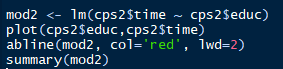 mod2 <- lm(cps2$time ~ cps2$educ)
plot(cps2$educ,cps2$time)
abline(mod2, col='red', lwd=2)
summary(mod2)